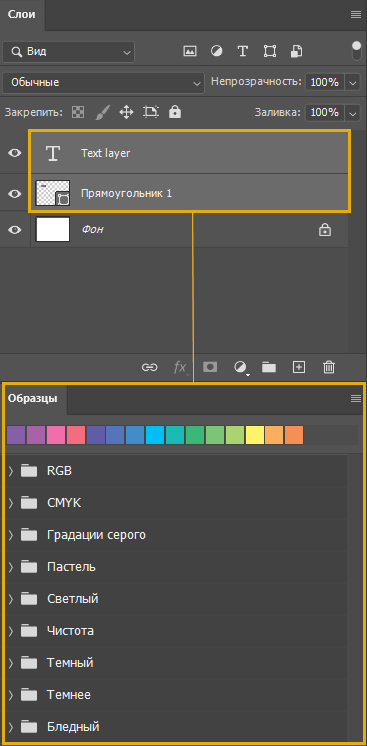 Слои
Вид
Обычные Непрозрачность: 100%
Закрепить: Заливка: 100%
Text layer
Прямоугольник 1
Фон
fx
Образцы
RGB
CMYK
Градации серого
Пастель
Светлый
Чистота
Темный
Темнее
Бледный